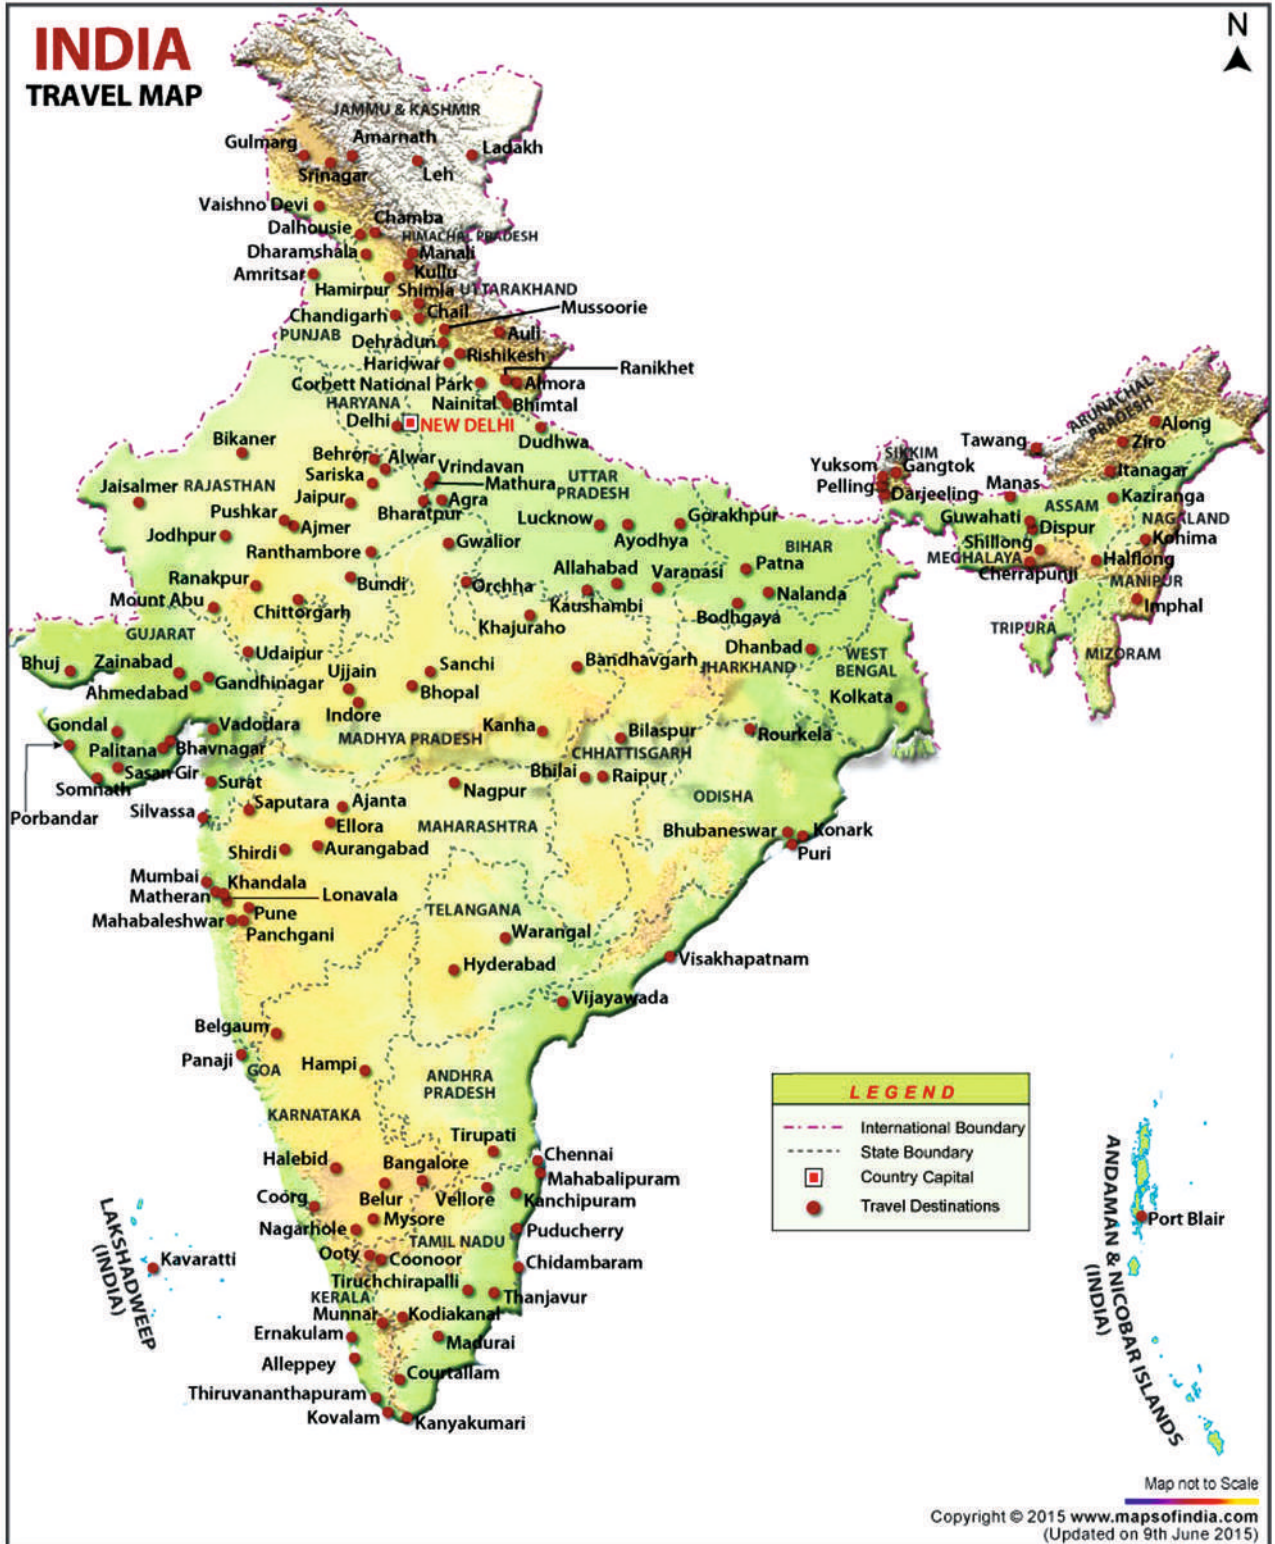 INDIA
TRAVEL MAP
N
JAMMU & KASHMIR
Gulmarg
Amarnath
Ladakh
Srinagar
Leh
Vaishno Devi
Chamba
Dalhousie
HIMACHAL PRADESH
Dharamshala
Manali
Amritsar
Kullu
Hamirpur
Shimla
UTTARAKHAND
Chail
Mussoorie
Chandigarh
PUNJAB
Auli
Dehradun
Rishikesh
Haridwar
Ranikhet
Corbett National Park
Almora
HARYANA
Nainital
Bhimtal
Delhi
NEW DELHI
Dudhwa
Bikaner
Behror
Alwar
Sariska
Vrindavan
Mathura
UTTAR
PRADESH
Jaisalmer
RAJASTHAN
Jaipur
Agra
Bharatpur
Pushkar
Ajmer
Lucknow
Gorakhpur
Jodhpur
Ayodhya
Gwalior
Ranthambore
BIHAR
Allahabad
Varanasi
Patna
Ranakpur
Bundi
Orchha
Kaushambi
Nalanda
Mount Abu
Chittorgarh
Khajuraho
Bodhgaya
GUJARAT
Dhanbad
WEST
BENGAL
Udaipur
Bhuj
Zainabad
Ujjain
Sanchi
Bandhavgarh
JHARKHAND
Ahmedabad
Gandhinagar
Bhopal
Kolkata
Indore
Gondal
Vadodara
Kanha
Bilaspur
Rourkela
MADHYA PRADESH
Palitana
Bhavnagar
CHHATTISGARH
Sasan Gir
Bhilai
Raipur
Somnath
Surat
Nagpur
ODISHA
Porbandar
Silvassa
Saputara
Ajanta
Ellora
MAHARASHTRA
Bhubaneswar
Konark
Shirdi
Aurangabad
Puri
Mumbai
Khandala
Matheran
Lonavala
Pune
TELANGANA
Mahabaleshwar
Panchgani
Warangal
Hyderabad
Visakhapatnam
Vijayawada
Belgaum
Panaji
GOA
Hampi
ANDHRA
PRADESH
KARNATAKA
Tirupati
Halebid
Bangalore
Chennai
Mahabalipuram
Coorg
Belur
Vellore
Kanchipuram
Nagarhole
Mysore
Puducherry
TAMIL NADU
Ooty
Coonoor
Chidambaram
Tiruchchirapalli
KERALA
Thanjavur
Munnar
Kodiakanal
Ernakulam
Madurai
Alleppey
Courtallam
Thiruvananthapuram
Kovalam
Kanyakumari
ARUNACHAL
PRADESH
Along
Tawang
Ziro
SIKKIM
Yuksom
Gangtok
Itanagar
Pelling
Darjeeling
Manas
ASSAM
Kaziranga
Guwahati
Dispur
NAGALAND
Shillong
Kohima
MEGHALAYA
Halflong
Cherrapunji
MANIPUR
Imphal
TRIPURA
MIZORAM
LEGEND
International Boundary
State Boundary
Country Capital
Travel Destinations
LAKSHADWEEP
(INDIA)
Kavaratti
ANDAMAN & NICOBAR ISLANDS
(INDIA)
Port Blair
Map not to Scale
Copyright © 2015 www.mapsofindia.com
(Updated on 9th June 2015)